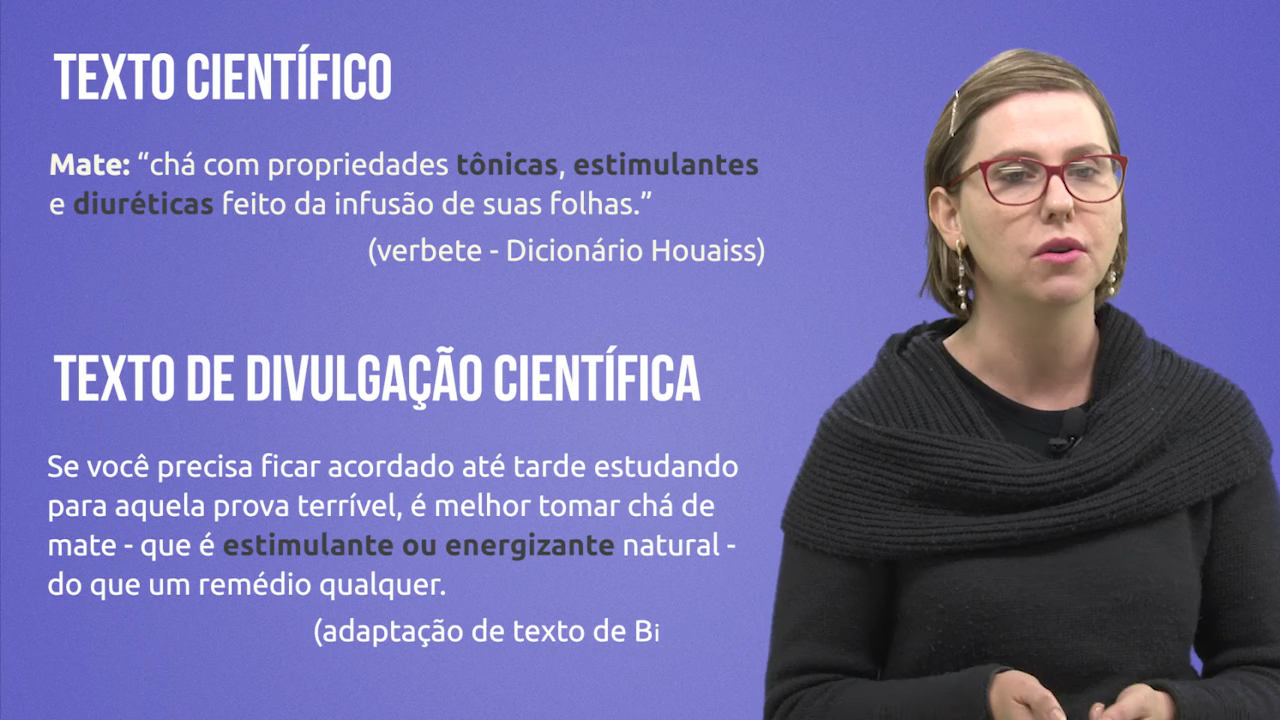 TEXTO CIENTÍFICO
Mate: “chá com propriedades tônicas, estimulantes
e diuréticas feito da infusão de suas folhas.”
(verbete - Dicionário Houaiss)
TEXTO DE DIVULGAÇÃO CIENTÍFICA
Se você precisa ficar acordado até tarde estudando
para aquela prova terrível, é melhor tomar chá de
mate - que é estimulante ou energizante natural -
do que um remédio qualquer.
(adaptação de texto de Bi